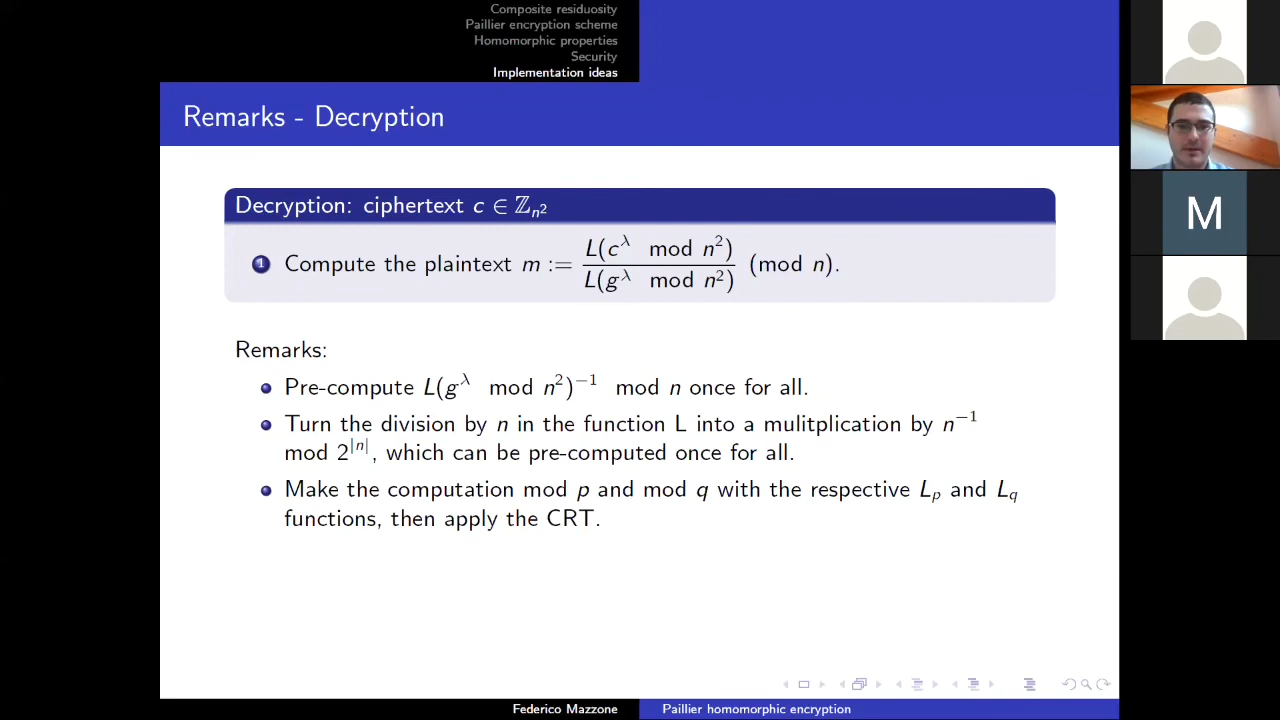 Composite residuosity
Paillier encryption scheme
Homomorphic properties
Security
Implementation ideas
Remarks - Decryption
Decryption: ciphertext c ∈ ℤₙ²
1 Compute the plaintext m := L(c^λ mod n²) / L(g^λ mod n²) (mod n).
Remarks:
Pre-compute L(g^λ mod n²)⁻¹ mod n once for all.
Turn the division by n in the function L into a mulitplication by n⁻¹
mod 2^|n|, which can be pre-computed once for all.
Make the computation mod p and mod q with the respective L_p and L_q
functions, then apply the CRT.
M
Federico Mazzone
Paillier homomorphic encryption